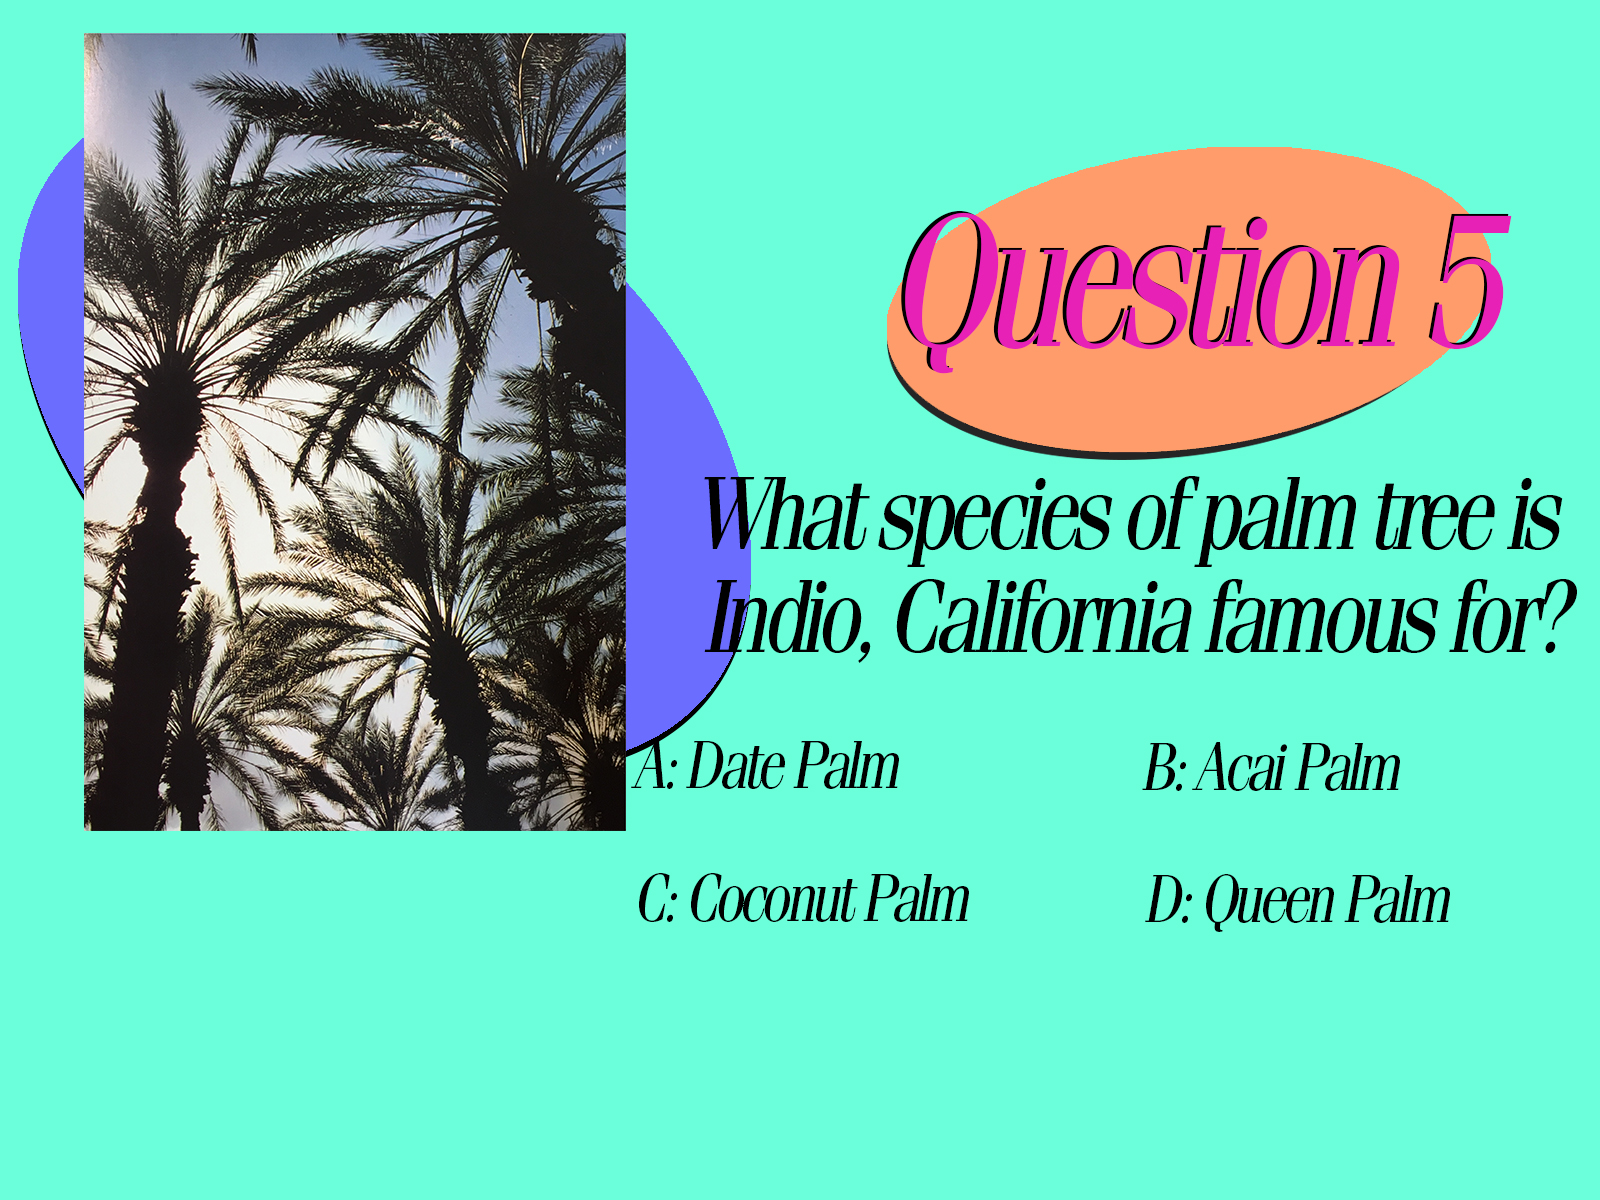 Question 5
What species of palm tree is
Indio, California famous for?
A: Date Palm
B: Acai Palm
C: Coconut Palm
D: Queen Palm